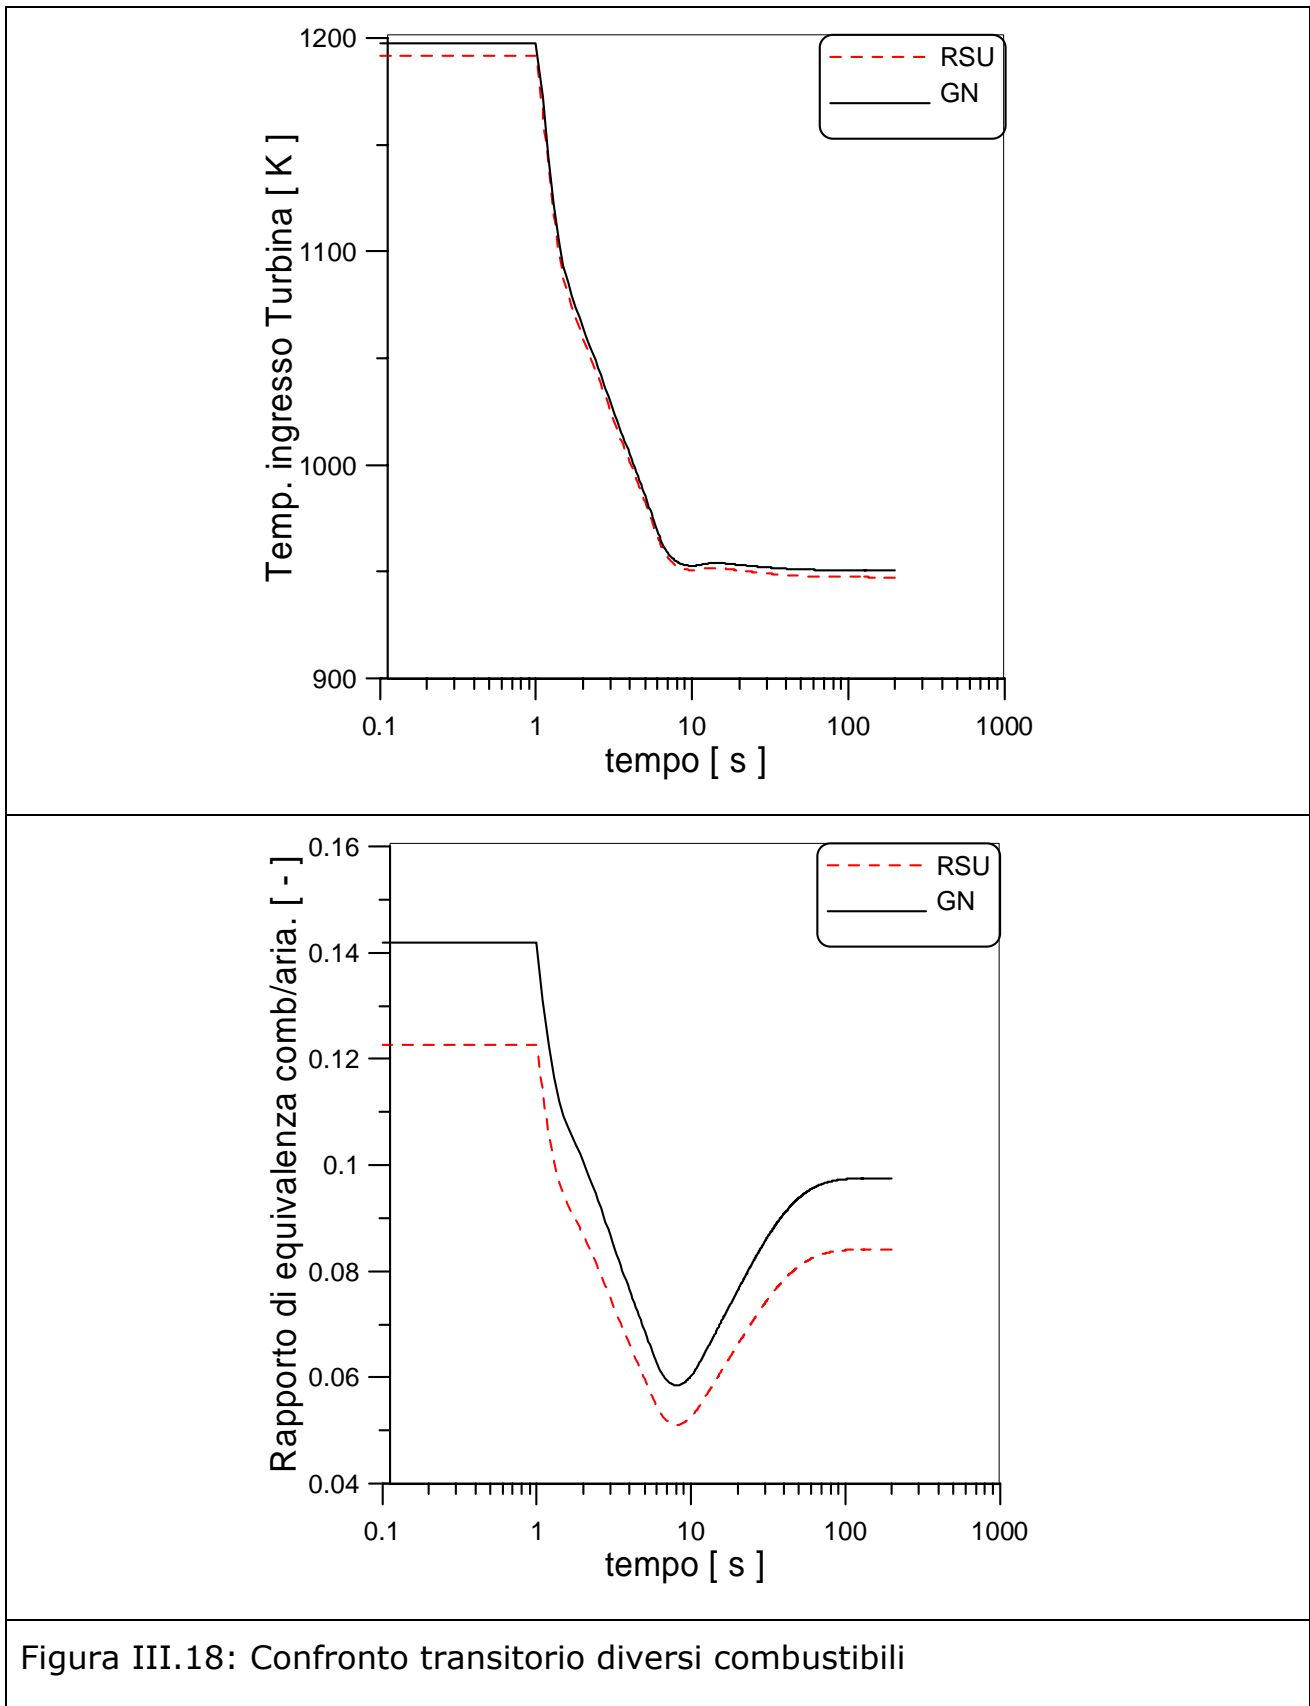 1200
1100
1000
900
Temp. ingresso Turbina [ K ]
RSU
GN
0.1 1 10 100 1000
tempo [ s ]
0.16
0.14
0.12
0.1
0.08
0.06
0.04
Rapporto di equivalenza comb/aria. [ - ]
RSU
GN
0.1 1 10 100 1000
tempo [ s ]
Figura III.18: Confronto transitorio diversi combustibili